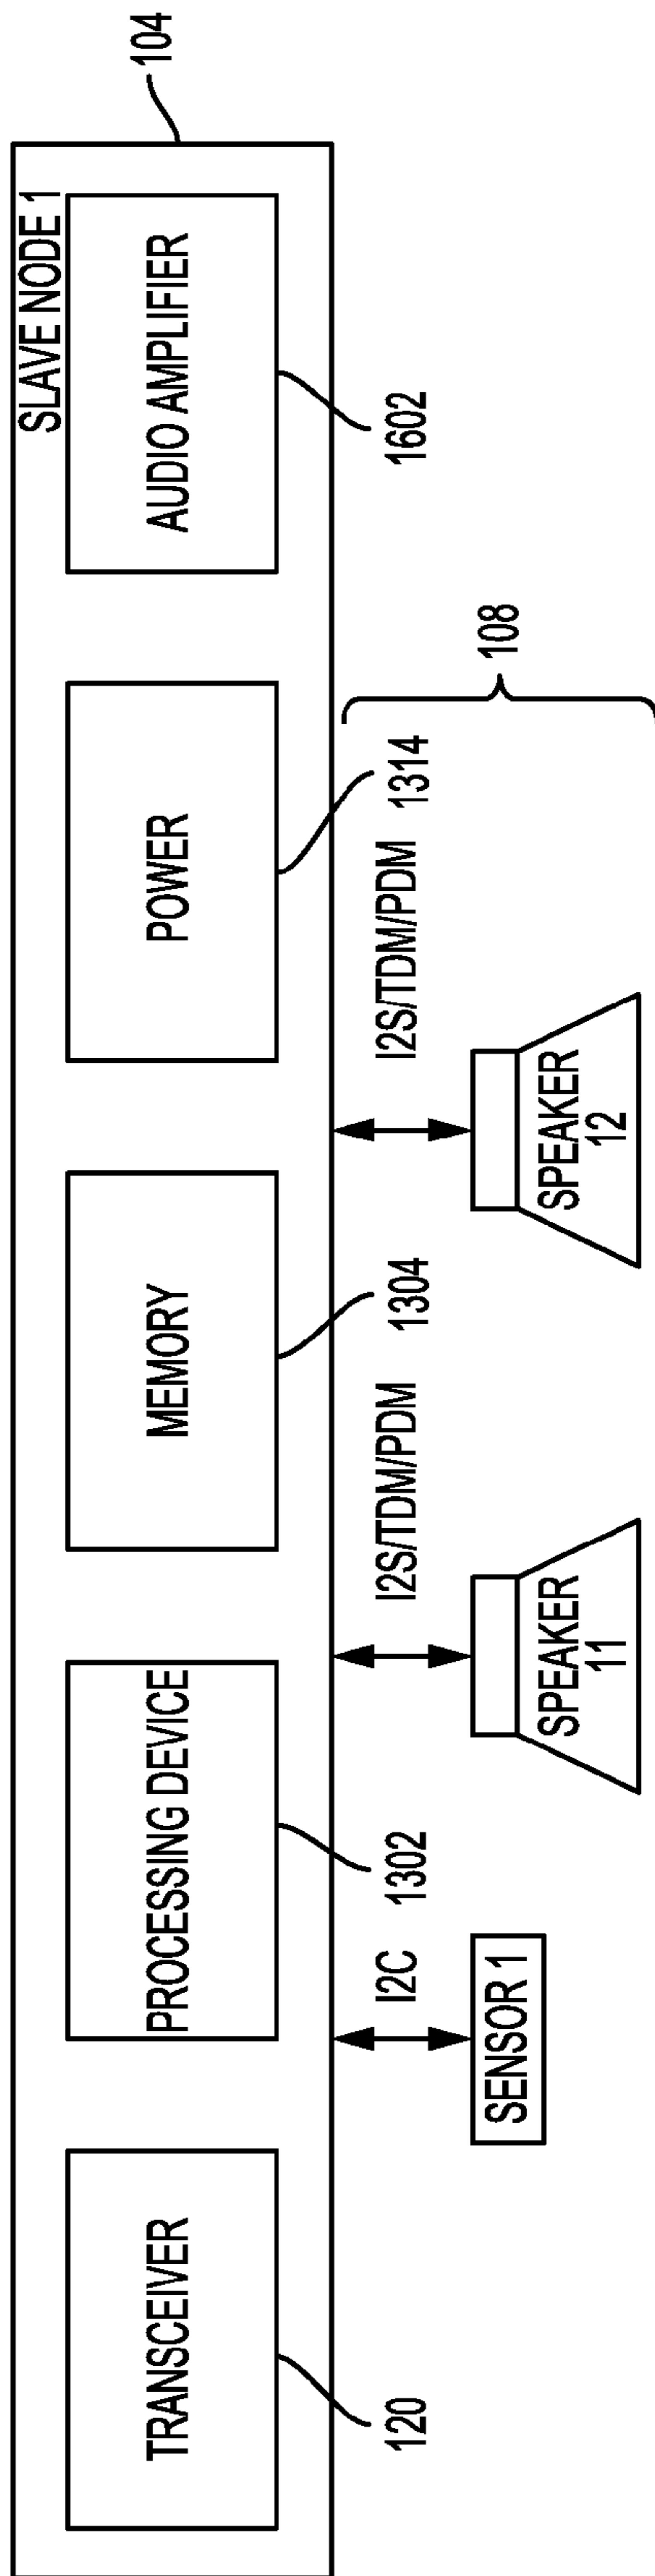 104
SLAVE NODE 1
TRANSCEIVER
PROCESSING DEVICE
MEMORY
POWER
AUDIO AMPLIFIER
120
1302
1304
1314
1602
I2C
I2S/TDM/PDM
I2S/TDM/PDM
108
SENSOR 1
SPEAKER
11
SPEAKER
12